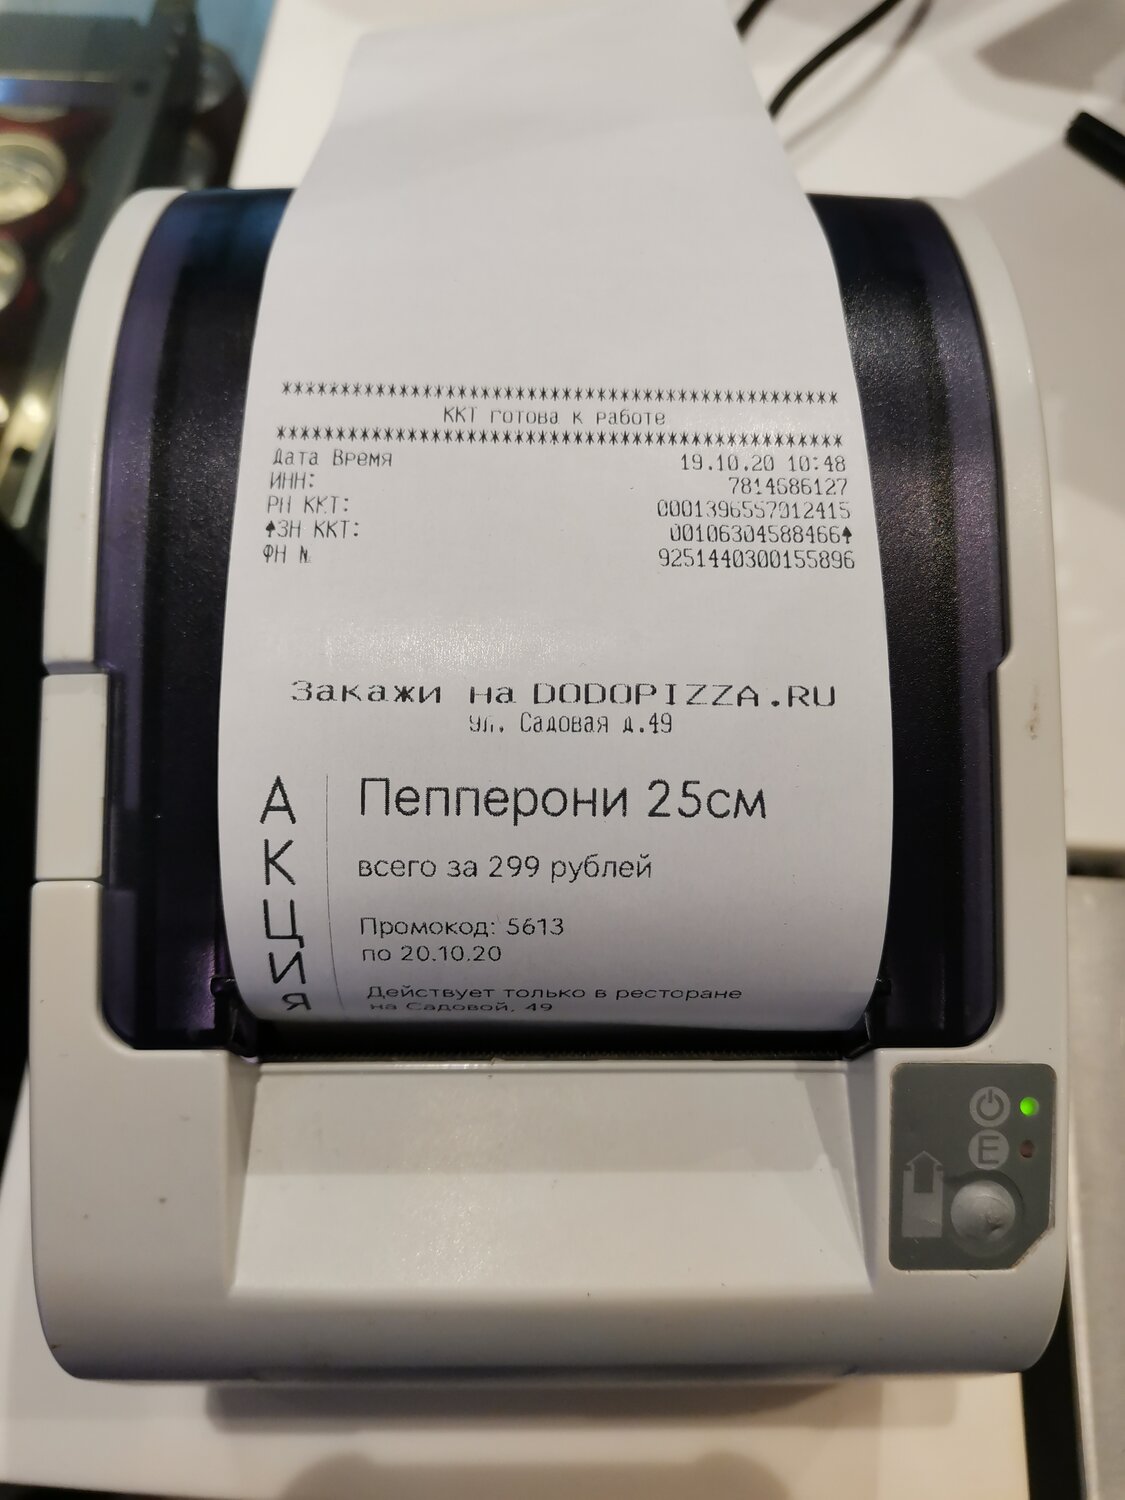 **********************************************
ККТ готова к работе
**********************************************
Дата Время 19.10.20 10:48
ИНН: 7814686127
РН ККТ: 0001396557012415
↑ЗН ККТ: 00106304588466↑
ФН № 9251440300155896
Закажи на DODOPIZZA.RU
ул. Садовая д.49
АКЦИЯ
Пепперони 25см
всего за 299 рублей
Промокод: 5613
по 20.10.20
Действует только в ресторане
на Садовой, 49
E